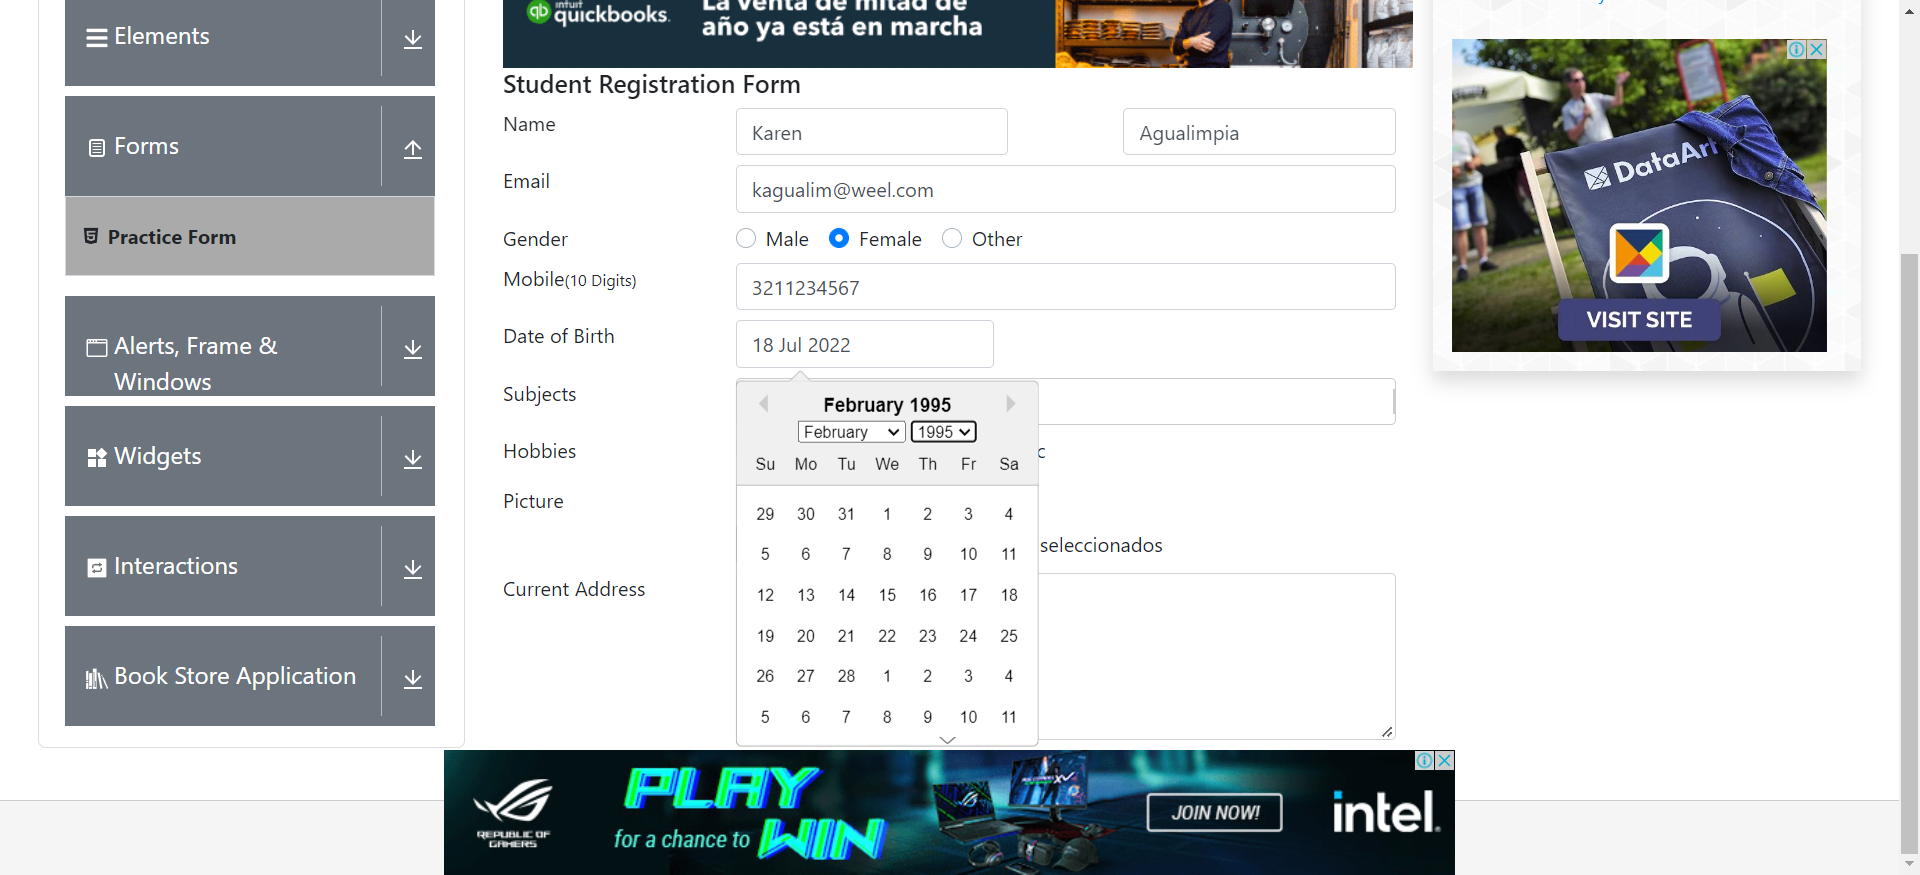 Elements
Forms
Practice Form
Alerts, Frame &
Windows
Widgets
Interactions
Book Store Application
qb intuit
quickbooks.
La venta de mitad de
año ya está en marcha
Student Registration Form
Name
Karen
Agualimpia
Email
kagualim@weel.com
Gender
Male
Female
Other
Mobile(10 Digits)
3211234567
Date of Birth
18 Jul 2022
February 1995
February
1995
Su Mo Tu We Th Fr Sa
29 30 31 1 2 3 4
5 6 7 8 9 10 11
12 13 14 15 16 17 18
19 20 21 22 23 24 25
26 27 28 1 2 3 4
5 6 7 8 9 10 11
Subjects
Hobbies
c
Picture
seleccionados
Current Address
DataArt
VISIT SITE
REPUBLIC OF
GAMERS
PLAY
for a chance to WIN
JOIN NOW!
intel.